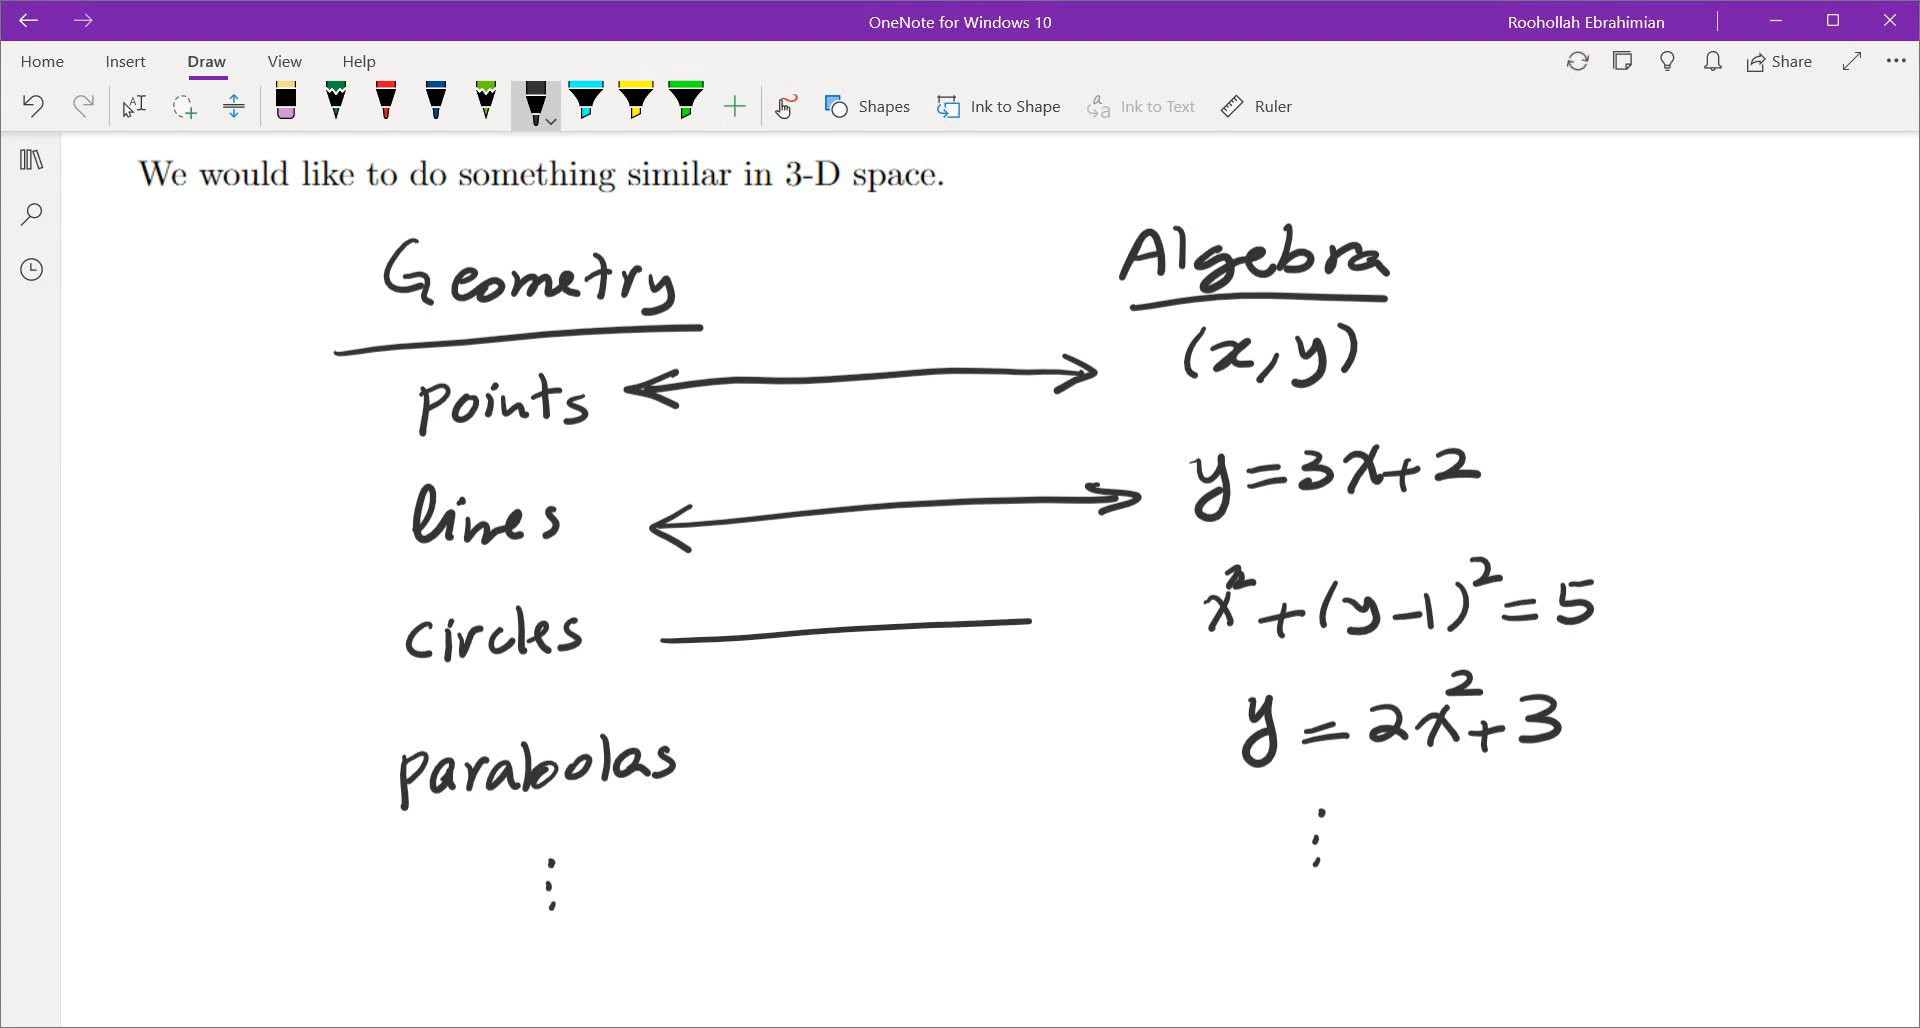 OneNote for Windows 10
Roohollah Ebrahimian
Home Insert Draw View Help
Share
Shapes Ink to Shape Ink to Text Ruler
We would like to do something similar in 3-D space.
Geometry Algebra
points (x, y)
lines y = 3x + 2
circles x² + (y - 1)² = 5
parabolas y = 2x² + 3
⋮ ⋮